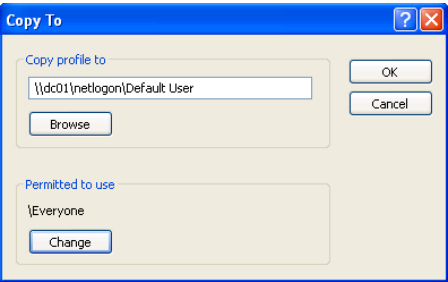 Copy To
Copy profile to
\\dc01\netlogon\Default User
OK
Cancel
Browse
Permitted to use
\Everyone
Change